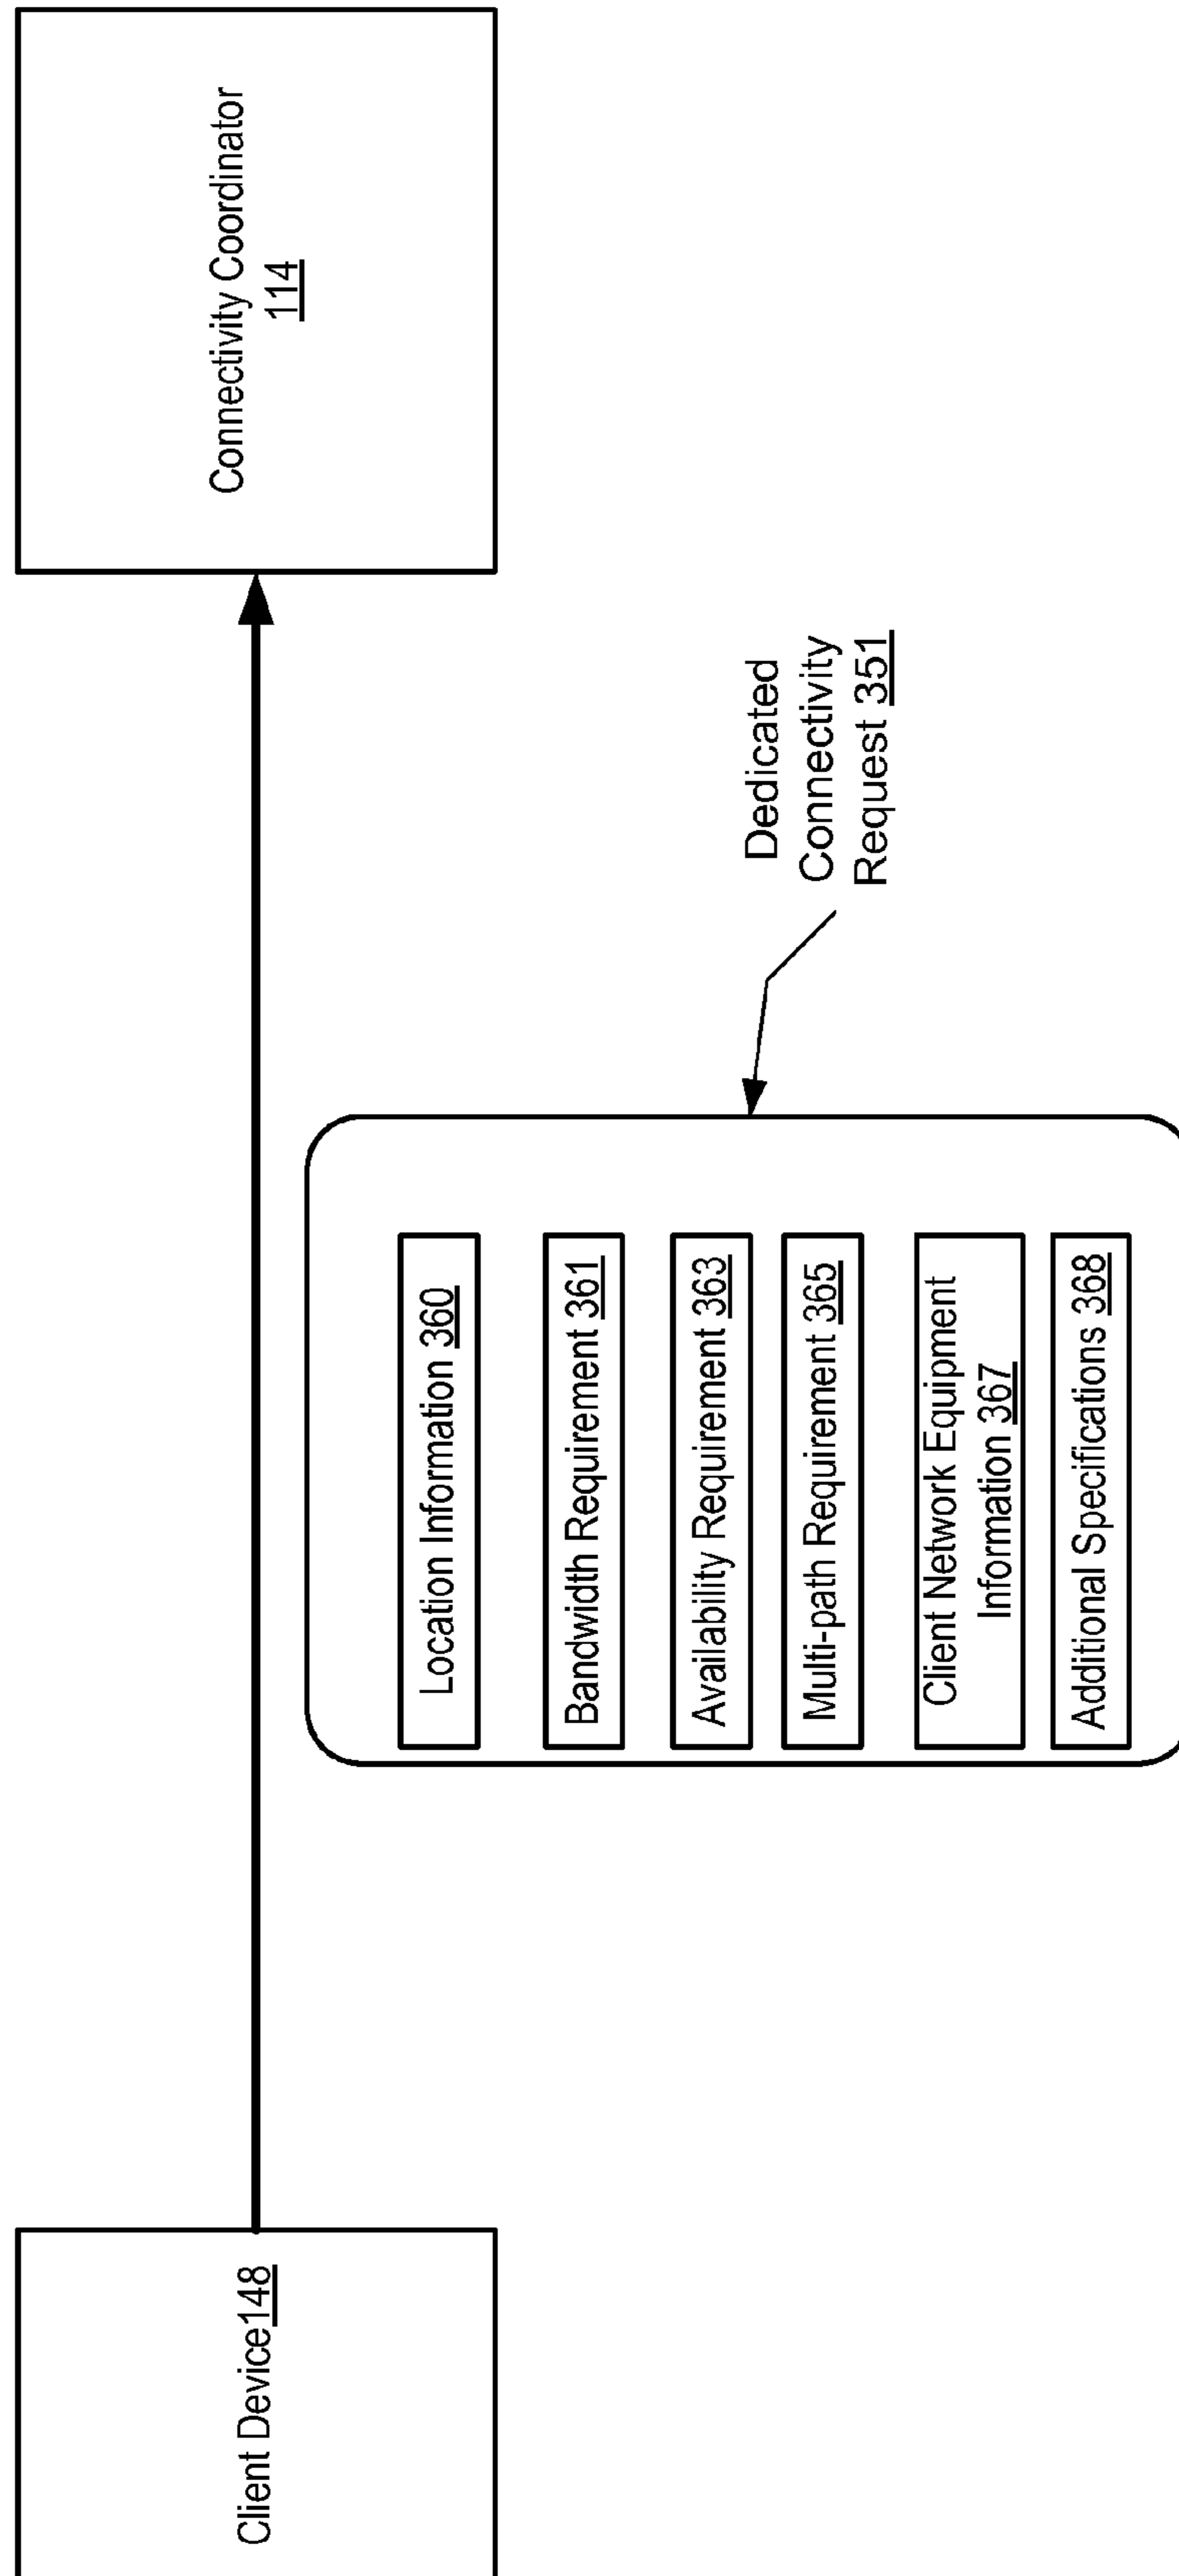 Client Device148
Connectivity Coordinator
114
Location Information 360
Bandwidth Requirement 361
Availability Requirement 363
Multi-path Requirement 365
Client Network Equipment
Information 367
Additional Specifications 368
Dedicated
Connectivity
Request 351